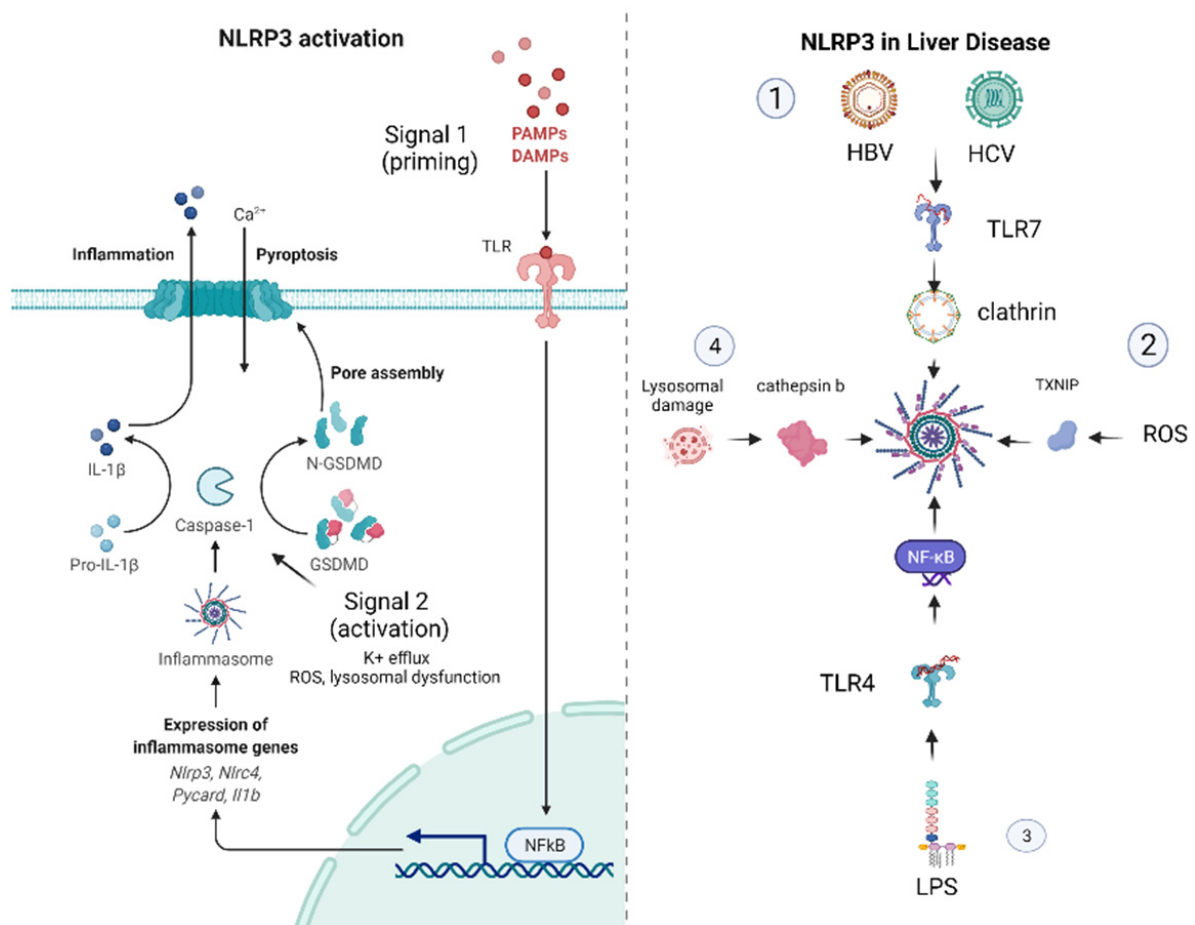 NLRP3 activation
Signal 1
(priming)
PAMPs
DAMPs
TLR
Ca²⁺
Inflammation
Pyroptosis
Pore assembly
IL-1β
N-GSDMD
Caspase-1
Pro-IL-1β
GSDMD
Signal 2
(activation)
K+ efflux
ROS, lysosomal dysfunction
Inflammasome
Expression of
inflammasome genes
Nlrp3, Nlrc4,
Pycard, Il1b
NFkB
NLRP3 in Liver Disease
1
HBV
HCV
TLR7
clathrin
4
Lysosomal
damage
cathepsin b
2
TXNIP
ROS
NF-κB
TLR4
3
LPS